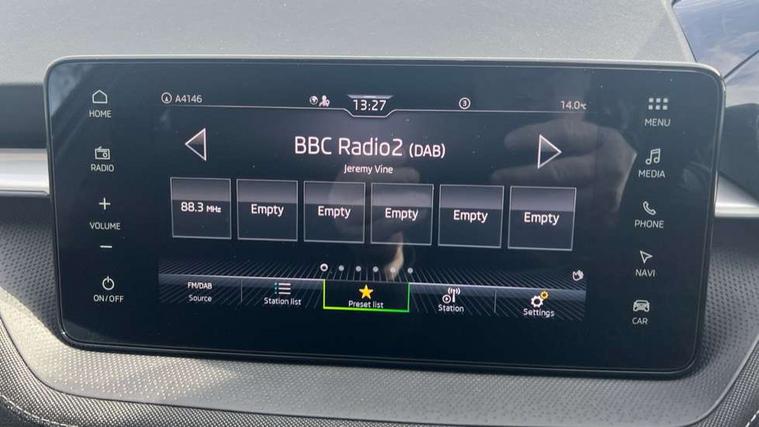 HOME
RADIO
+
VOLUME
−
ON/OFF
A4146
13:27
3
14.0°C
BBC Radio2 (DAB)
Jeremy Vine
88.3 MHz
Empty
Empty
Empty
Empty
Empty
FM/DAB
Source
Station list
Preset list
Station
Settings
MENU
MEDIA
PHONE
NAVI
CAR